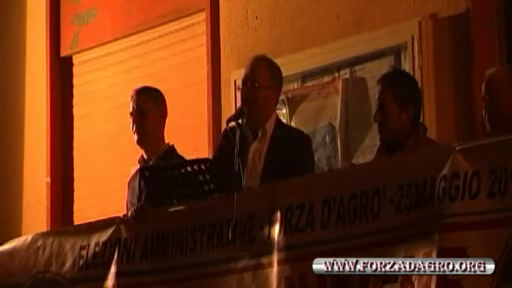 ELEZIONI AMMINISTRATIVE - FORZA D'AGRO' - 25 MAGGIO 20
WWW.FORZADAGRO.ORG